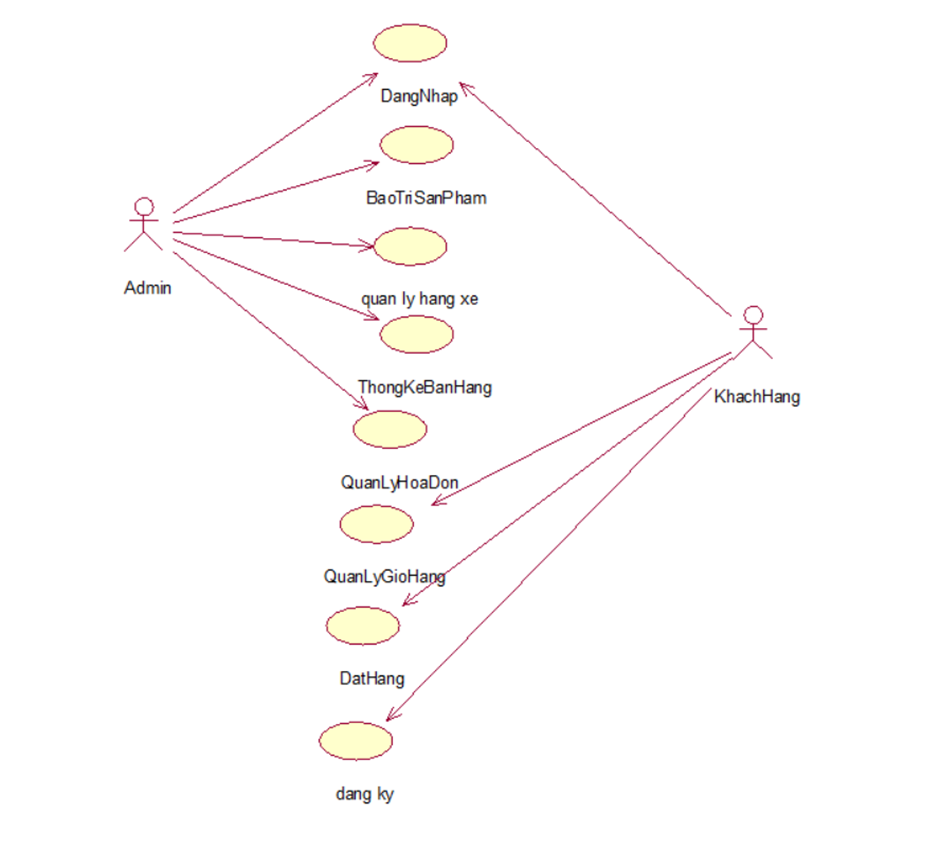 DangNhap
BaoTriSanPham
Admin
quan ly hang xe
ThongKeBanHang
KhachHang
QuanLyHoaDon
QuanLyGioHang
DatHang
dang ky